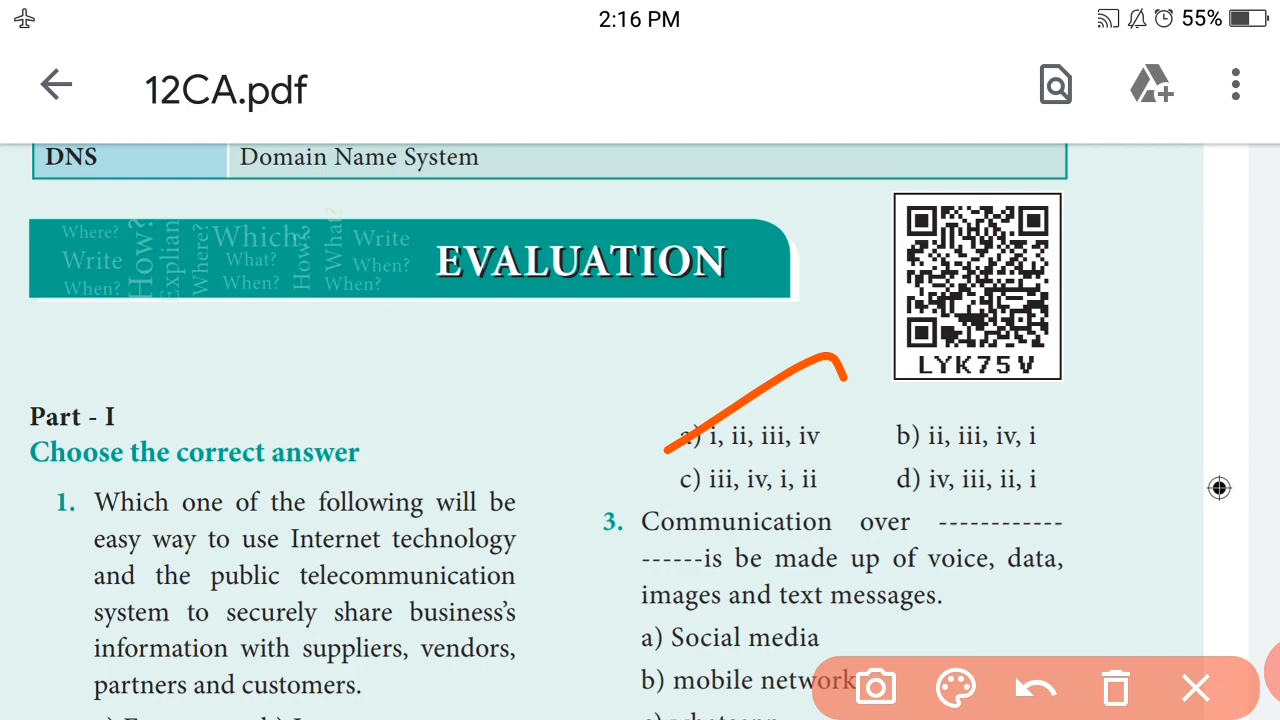 2:16 PM
55%
12CA.pdf
DNS Domain Name System
Where? Write When? How? Explian Where? Which? What? When? How? What? Write When? When?
EVALUATION
LYK75V
Part - I
Choose the correct answer
1. Which one of the following will be
easy way to use Internet technology
and the public telecommunication
system to securely share business's
information with suppliers, vendors,
partners and customers.
a) i, ii, iii, iv b) ii, iii, iv, i
c) iii, iv, i, ii d) iv, iii, ii, i
3. Communication over ------------
------is be made up of voice, data,
images and text messages.
a) Social media
b) mobile network